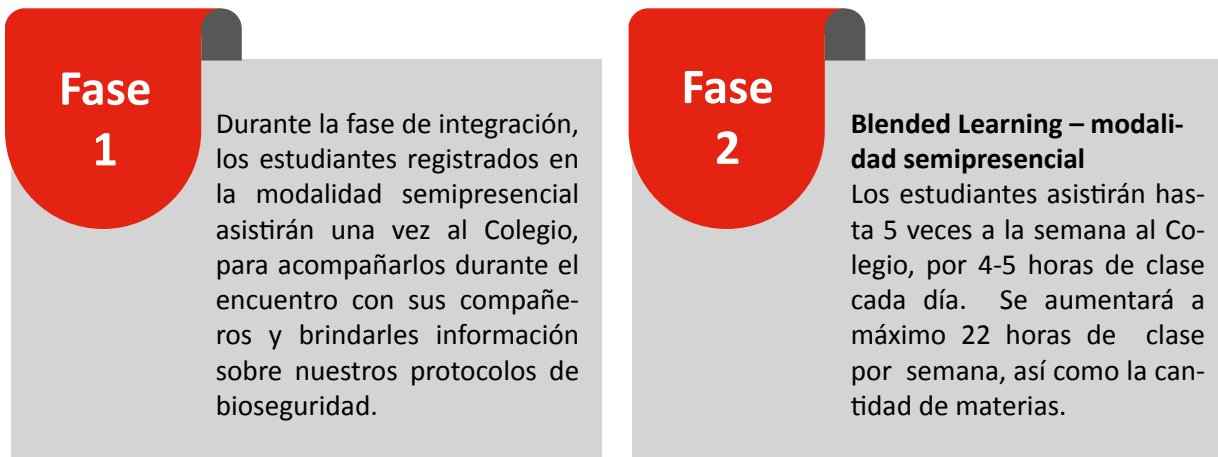 Fase
1
Durante la fase de integración,
los estudiantes registrados en
la modalidad semipresencial
asistirán una vez al Colegio,
para acompañarlos durante el
encuentro con sus compañe-
ros y brindarles información
sobre nuestros protocolos de
bioseguridad.
Fase
2
Blended Learning – modali-
dad semipresencial
Los estudiantes asistirán has-
ta 5 veces a la semana al Co-
legio, por 4-5 horas de clase
cada día. Se aumentará a
máximo 22 horas de clase
por semana, así como la can-
tidad de materias.